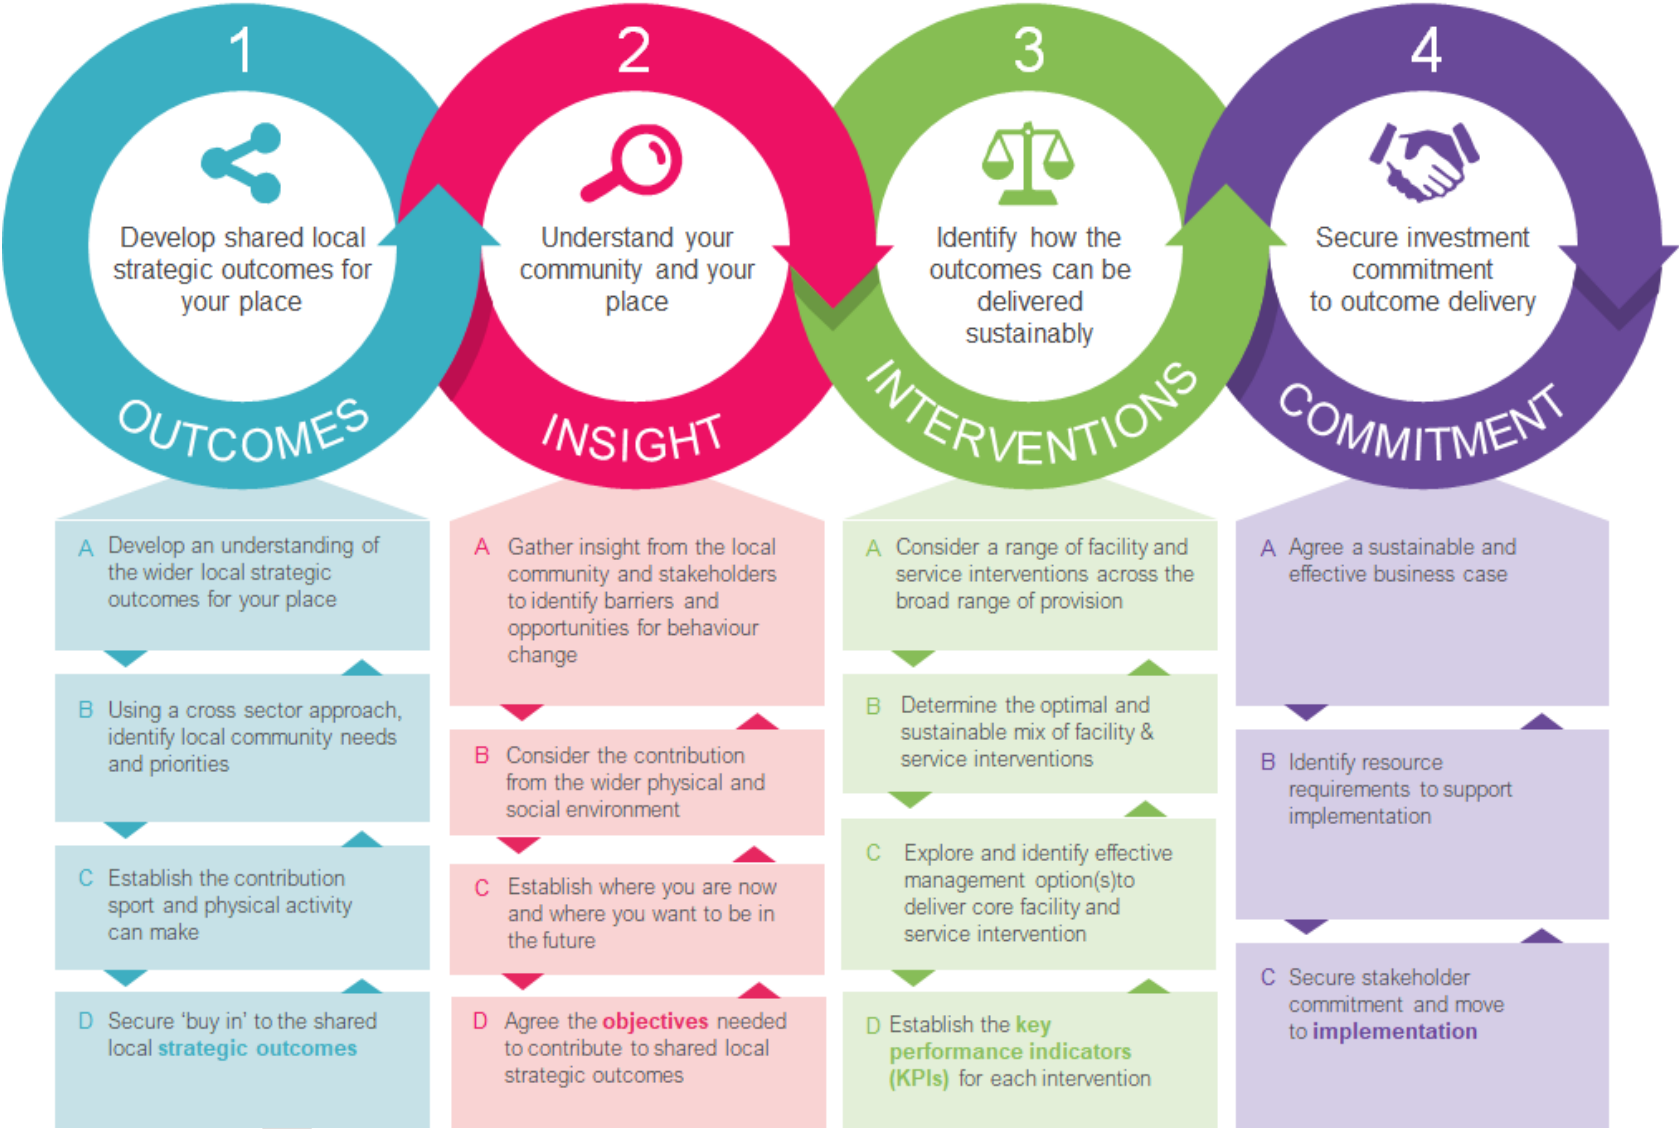 1
Develop shared local
strategic outcomes for
your place
OUTCOMES
A Develop an understanding of
the wider local strategic
outcomes for your place
B Using a cross sector approach,
identify local community needs
and priorities
C Establish the contribution
sport and physical activity
can make
D Secure ‘buy in’ to the shared
local strategic outcomes
2
Understand your
community and your
place
INSIGHT
A Gather insight from the local
community and stakeholders
to identify barriers and
opportunities for behaviour
change
B Consider the contribution
from the wider physical and
social environment
C Establish where you are now
and where you want to be in
the future
D Agree the objectives needed
to contribute to shared local
strategic outcomes
3
Identify how the
outcomes can be
delivered
sustainably
INTERVENTIONS
A Consider a range of facility and
service interventions across the
broad range of provision
B Determine the optimal and
sustainable mix of facility &
service interventions
C Explore and identify effective
management option(s)to
deliver core facility and
service intervention
D Establish the key
performance indicators
(KPIs) for each intervention
4
Secure investment
commitment
to outcome delivery
COMMITMENT
A Agree a sustainable and
effective business case
B Identify resource
requirements to support
implementation
C Secure stakeholder
commitment and move
to implementation